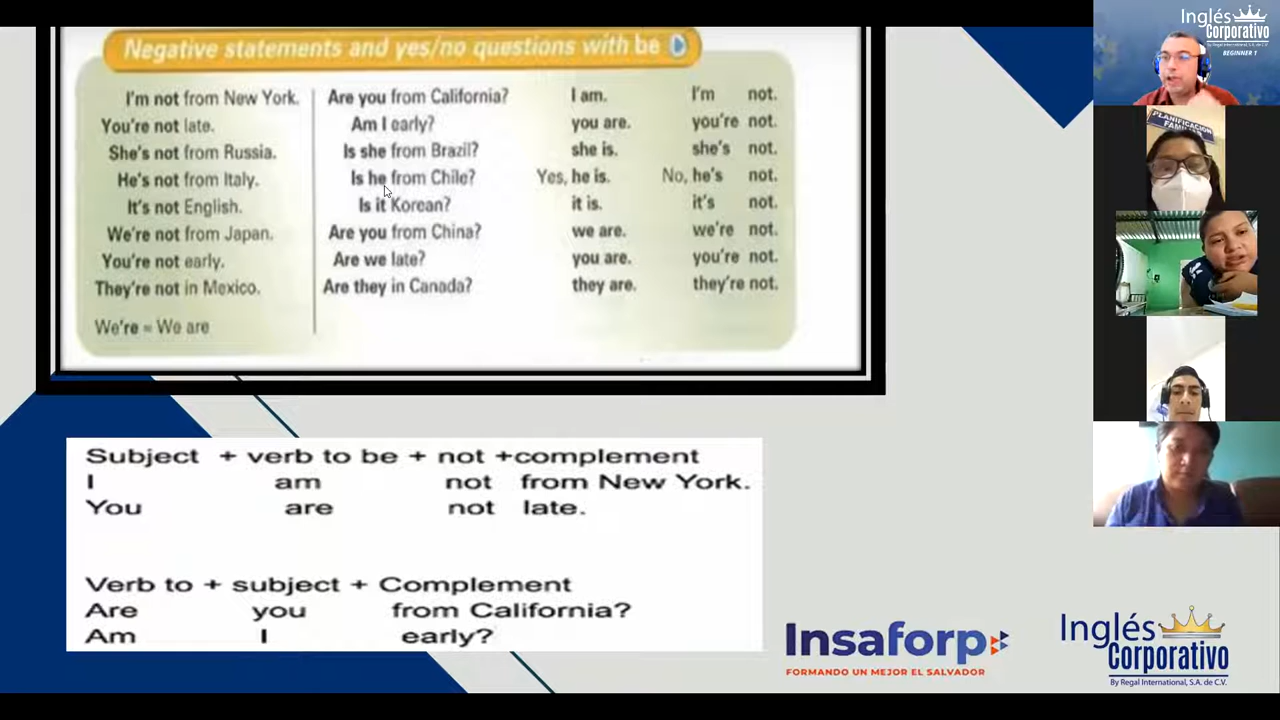 Negative statements and yes/no questions with be
I'm not from New York. Are you from California? I am. I'm not.
You're not late. Am I early? you are. you're not.
She's not from Russia. Is she from Brazil? she is. she's not.
He's not from Italy. Is he from Chile? Yes, he is. No, he's not.
It's not English. Is it Korean? it is. it's not.
We're not from Japan. Are you from China? we are. we're not.
You're not early. Are we late? you are. you're not.
They're not in Mexico. Are they in Canada? they are. they're not.
We're = We are
Subject + verb to be + not +complement
I am not from New York.
You are not late.
Verb to + subject + Complement
Are you from California?
Am I early?
Insaforp
FORMANDO UN MEJOR EL SALVADOR
Inglés
Corporativo
By Regal International, S.A. de C.V.
Inglés
Corporativo
By Regal International, S.A. de C.V.
BEGINNER 1
PLANIFICACION